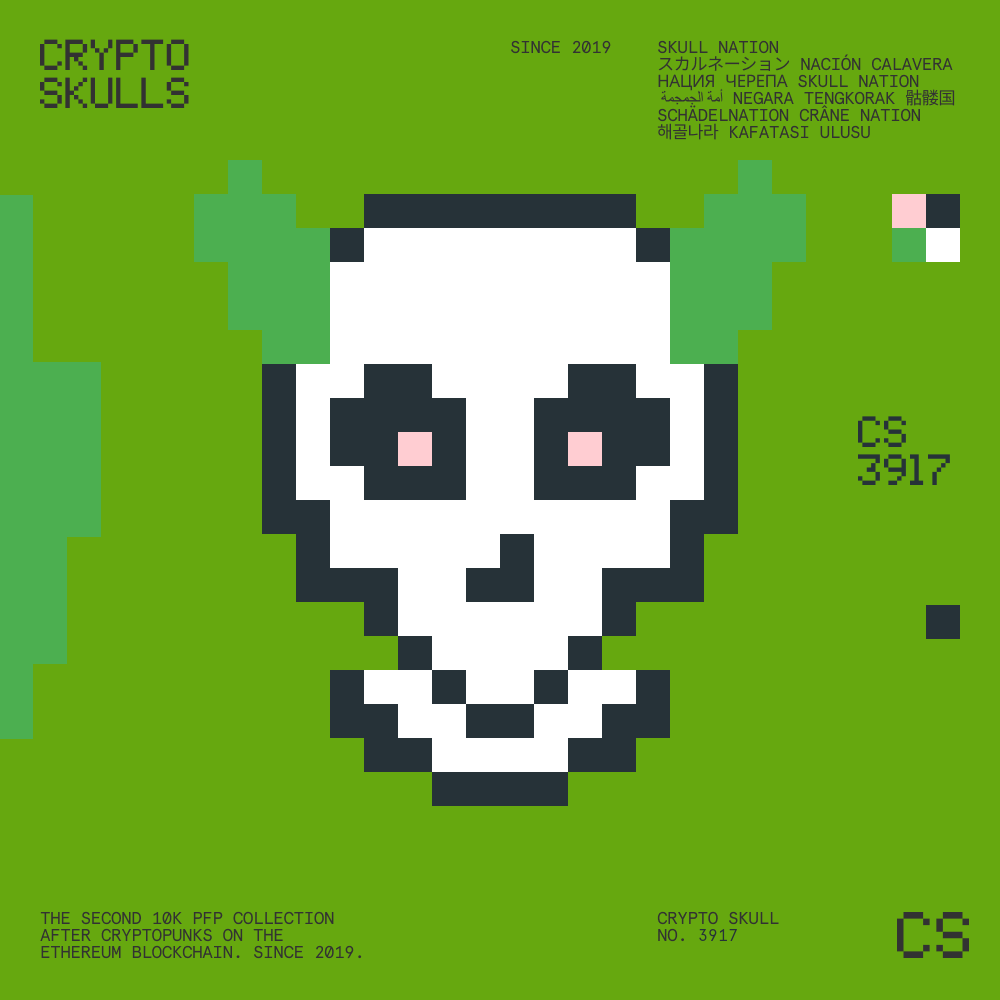 CRYPTO
SKULLS
SINCE 2019
SKULL NATION
スカルネーション NACIÓN CALAVERA
НАЦИЯ ЧЕРЕПА SKULL NATION
أمة الجمجمة NEGARA TENGKORAK 骷髅国
SCHÄDELNATION CRÂNE NATION
해골나라 KAFATASI ULUSU
CS
3917
THE SECOND 10K PFP COLLECTION
AFTER CRYPTOPUNKS ON THE
ETHEREUM BLOCKCHAIN. SINCE 2019.
CRYPTO SKULL
NO. 3917
CS